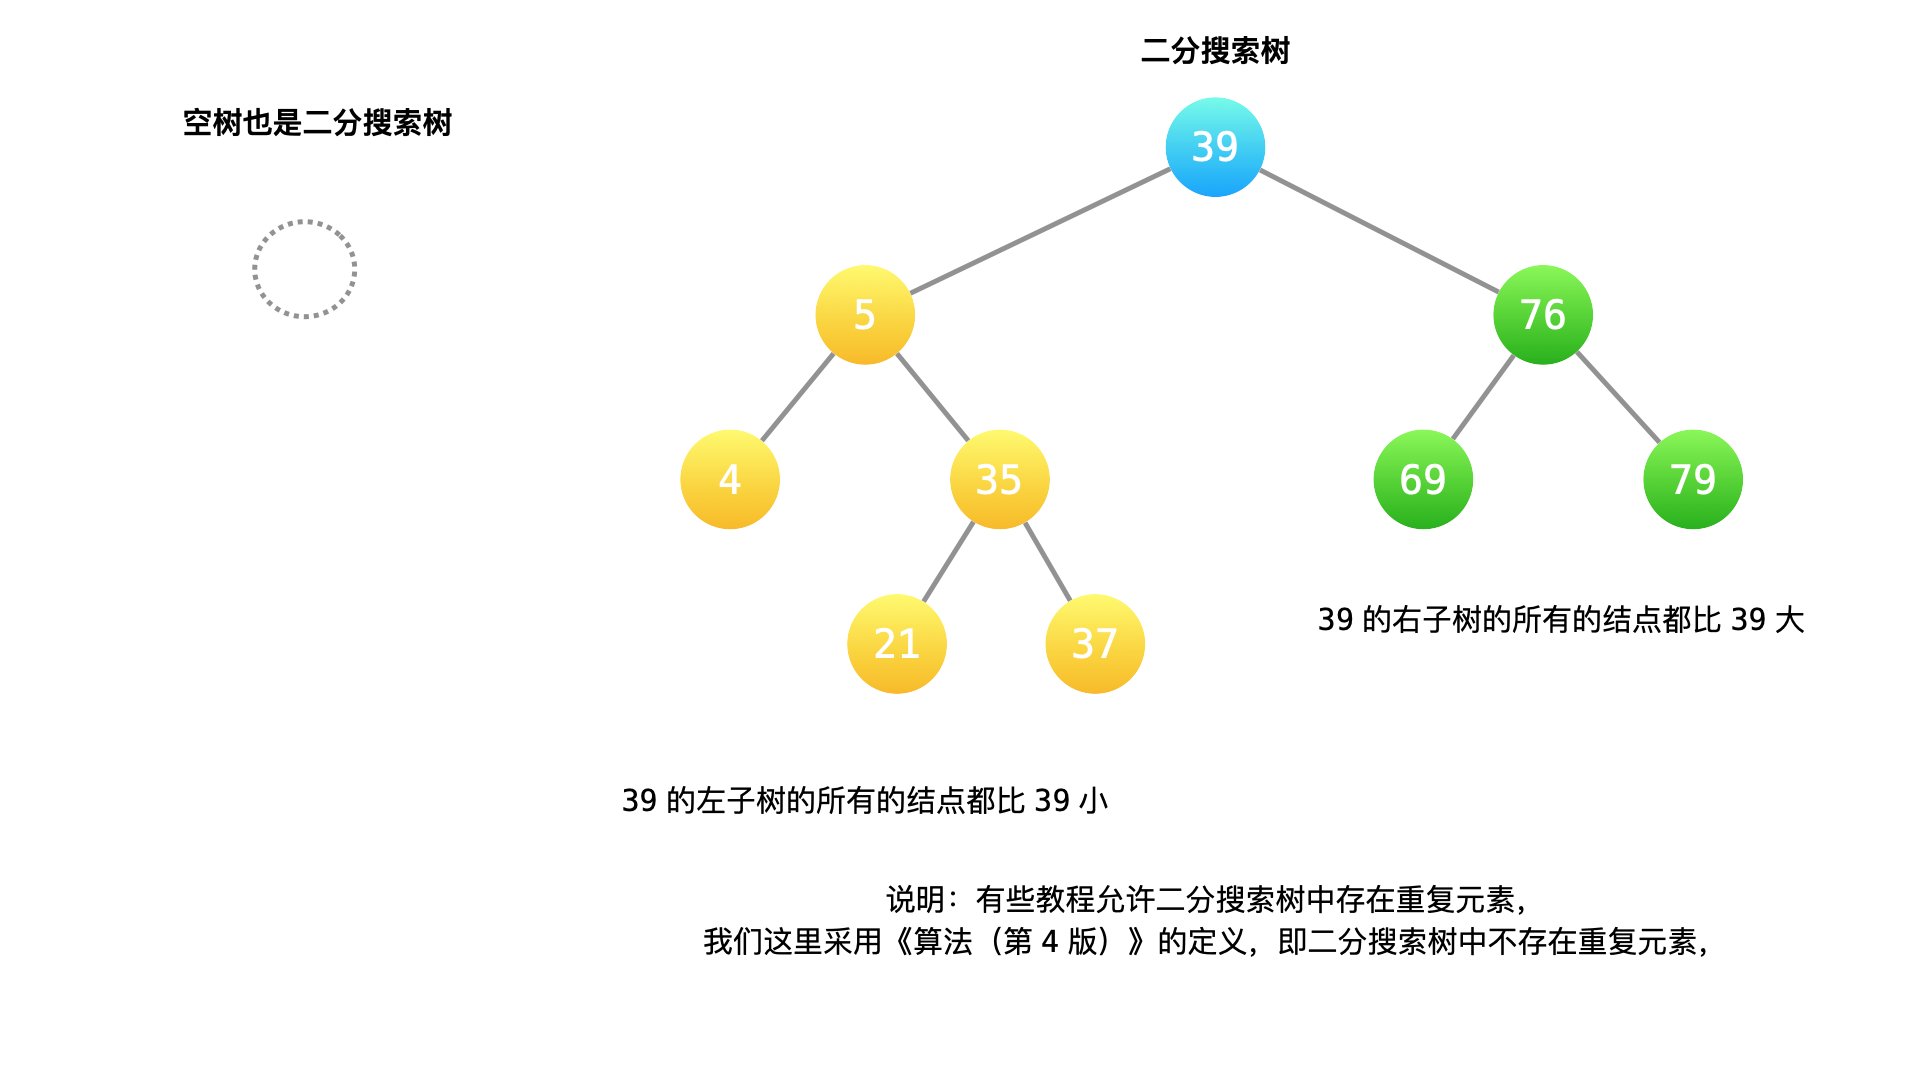 二分搜索树
空树也是二分搜索树
39
5
76
4
35
69
79
21
37
39 的右子树的所有的结点都比 39 大
39 的左子树的所有的结点都比 39 小
说明：有些教程允许二分搜索树中存在重复元素，
我们这里采用《算法（第 4 版）》的定义，即二分搜索树中不存在重复元素，